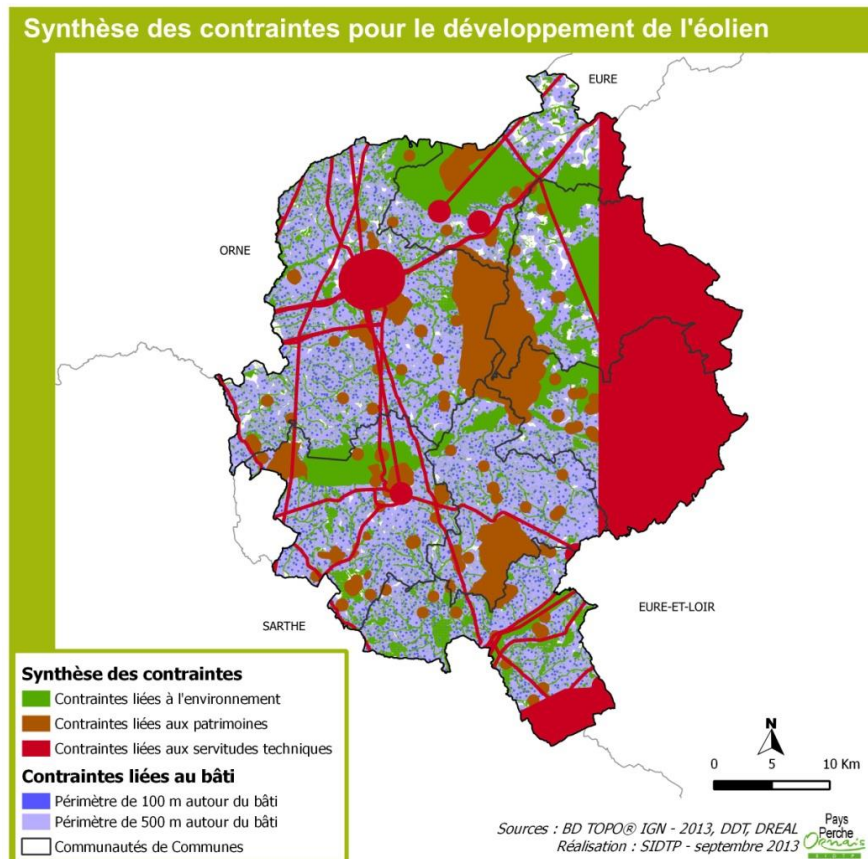 Synthèse des contraintes pour le développement de l'éolien
EURE
ORNE
SARTHE
EURE-ET-LOIR
Synthèse des contraintes
Contraintes liées à l'environnement
Contraintes liées aux patrimoines
Contraintes liées aux servitudes techniques
Contraintes liées au bâti
Périmètre de 100 m autour du bâti
Périmètre de 500 m autour du bâti
Communautés de Communes
N
0 5 10 Km
Sources : BD TOPO® IGN - 2013, DDT, DREAL
Réalisation : SIDTP - septembre 2013
Pays
Perche
Ornais
SIDTP